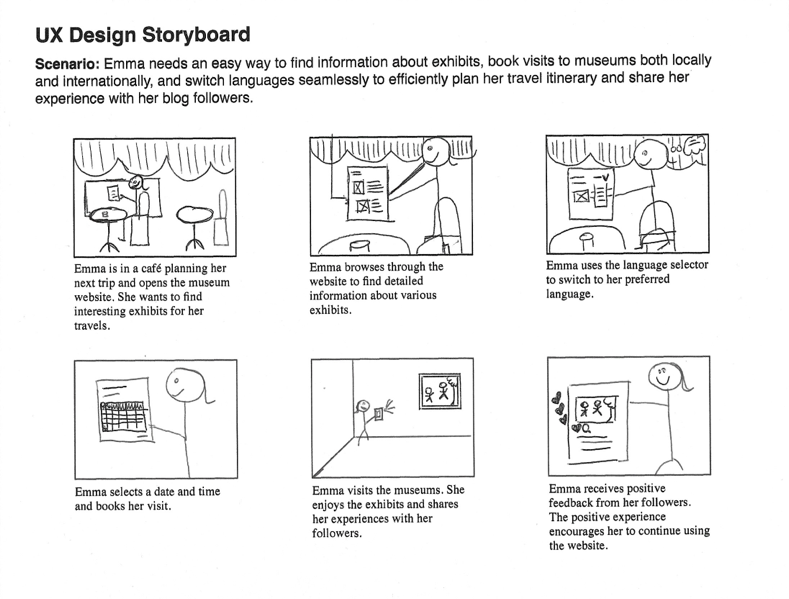 UX Design Storyboard
Scenario: Emma needs an easy way to find information about exhibits, book visits to museums both locally
and internationally, and switch languages seamlessly to efficiently plan her travel itinerary and share her
experience with her blog followers.
Emma is in a café planning her
next trip and opens the museum
website. She wants to find
interesting exhibits for her
travels.
Emma browses through the
website to find detailed
information about various
exhibits.
Emma uses the language selector
to switch to her preferred
language.
Emma selects a date and time
and books her visit.
Emma visits the museums. She
enjoys the exhibits and shares
her experiences with her
followers.
Emma receives positive
feedback from her followers.
The positive experience
encourages her to continue using
the website.